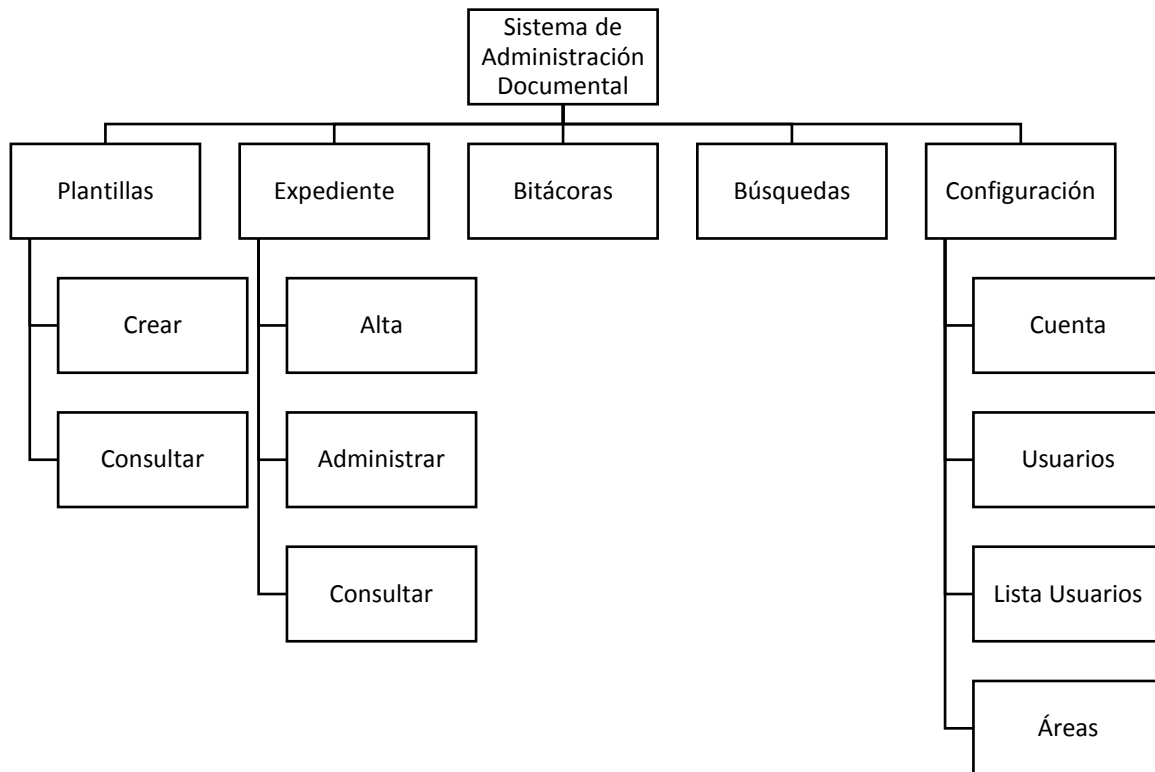 Sistema de
Administración
Documental
Plantillas
Expediente
Bitácoras
Búsquedas
Configuración
Crear
Alta
Cuenta
Consultar
Administrar
Usuarios
Consultar
Lista Usuarios
Áreas